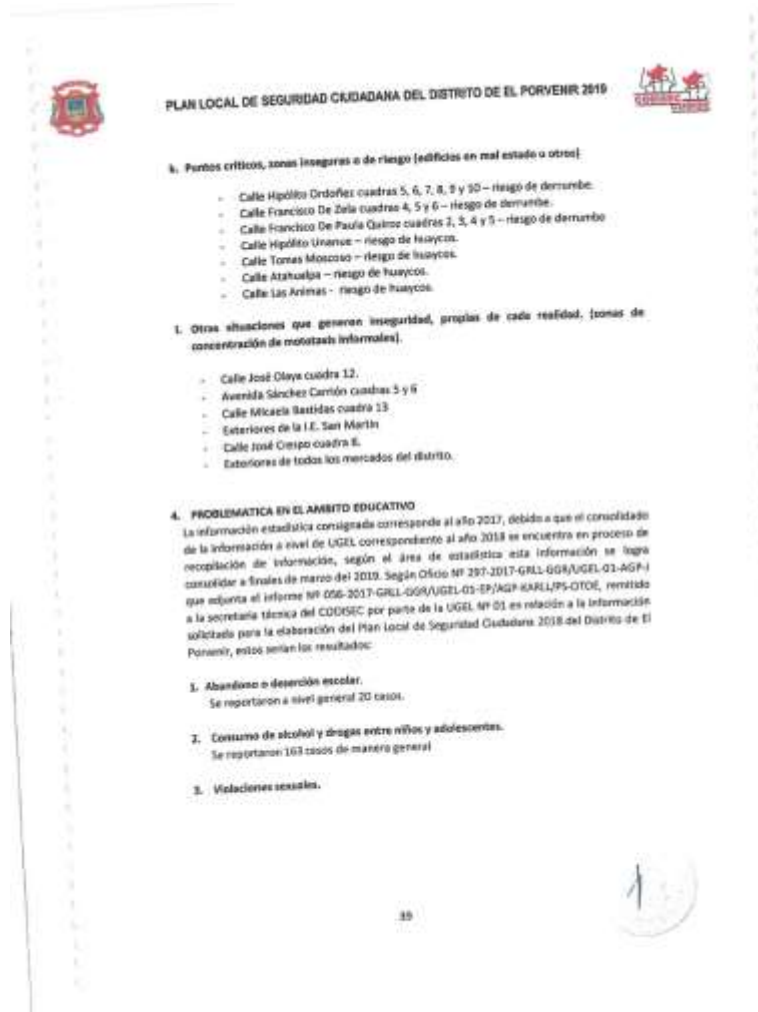 PLAN LOCAL DE SEGURIDAD CIUDADANA DEL DISTRITO DE EL PORVENIR 2019
CODISEC
k. Puntos críticos, zonas inseguras o de riesgo (edificios en mal estado u otros)
- Calle Hipólito Ordoñez cuadras 5, 6, 7, 8, 9 y 10 – riesgo de derrumbe.
- Calle Francisco De Zela cuadras 4, 5 y 6 – riesgo de derrumbe.
- Calle Francisco De Paula Quiroz cuadras 2, 3, 4 y 5 – riesgo de derrumbe
- Calle Hipólito Unanue – riesgo de huaycos.
- Calle Tomas Moscoso – riesgo de huaycos.
- Calle Atahualpa – riesgo de huaycos.
- Calle Las Animas - riesgo de huaycos.
l. Otras situaciones que generan inseguridad, propias de cada realidad. (zonas de
concentración de mototaxis informales).
- Calle José Olaya cuadra 12.
- Avenida Sánchez Carrión cuadras 5 y 6
- Calle Micaela Bastidas cuadra 13
- Exteriores de la I.E. San Martín
- Calle José Crespo cuadra 8.
- Exteriores de todos los mercados del distrito.
4. PROBLEMATICA EN EL AMBITO EDUCATIVO
La información estadística consignada corresponde al año 2017, debido a que el consolidado
de la información a nivel de UGEL correspondiente al año 2018 se encuentra en proceso de
recopilación de información, según el área de estadística esta información se logra
consolidar a finales de marzo del 2019. Según Oficio Nº 297-2017-GRLL-GGR/UGEL-01-AGP-J
que adjunta el informe Nº 056-2017-GRLL-GGR/UGEL-01-EP/AGP-KARLL/PS-OTOE, remitido
a la secretaria técnica del CODISEC por parte de la UGEL Nº 01 en relación a la información
solicitada para la elaboración del Plan Local de Seguridad Ciudadana 2018 del Distrito de El
Porvenir, estos serían los resultados:
1. Abandono o deserción escolar.
Se reportaron a nivel general 20 casos.
2. Consumo de alcohol y drogas entre niños y adolescentes.
Se reportaron 163 casos de manera general
3. Violaciones sexuales.
39